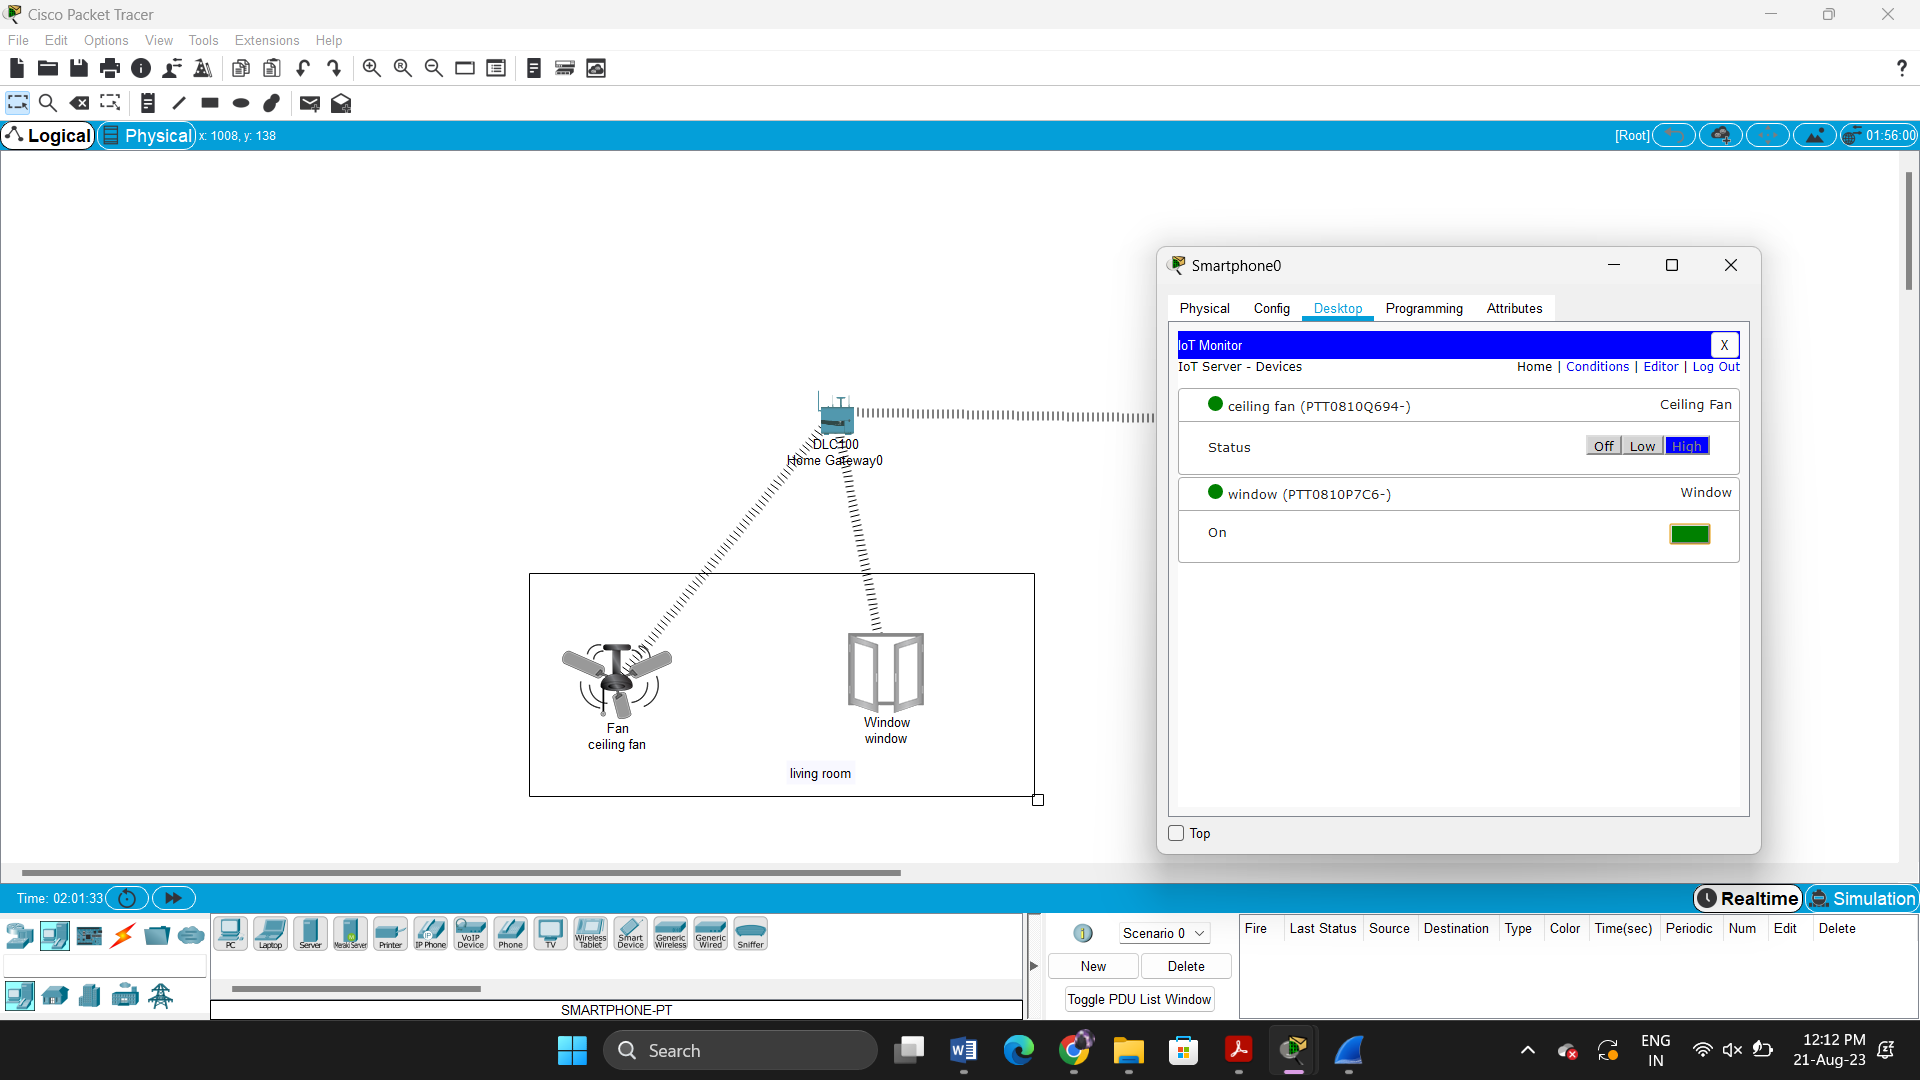 Cisco Packet Tracer
File Edit Options View Tools Extensions Help
?
Logical Physical x: 1008, y: 138 [Root] 01:56:00
Smartphone0
Physical Config Desktop Programming Attributes
IoT Monitor X
IoT Server - Devices Home | Conditions | Editor | Log Out
ceiling fan (PTT0810Q694-) Ceiling Fan
Status Off Low High
window (PTT0810P7C6-) Window
On
Top
DLC100
Home Gateway0
Fan
ceiling fan
Window
window
living room
Time: 02:01:33 Realtime Simulation
PC Laptop Server Meraki Server Printer IP Phone VoIP Device Phone TV Wireless Tablet Smart Device Generic Wireless Generic Wired Sniffer
SMARTPHONE-PT
Scenario 0
New Delete
Toggle PDU List Window
Fire Last Status Source Destination Type Color Time(sec) Periodic Num Edit Delete
Search
ENG
IN
12:12 PM
21-Aug-23